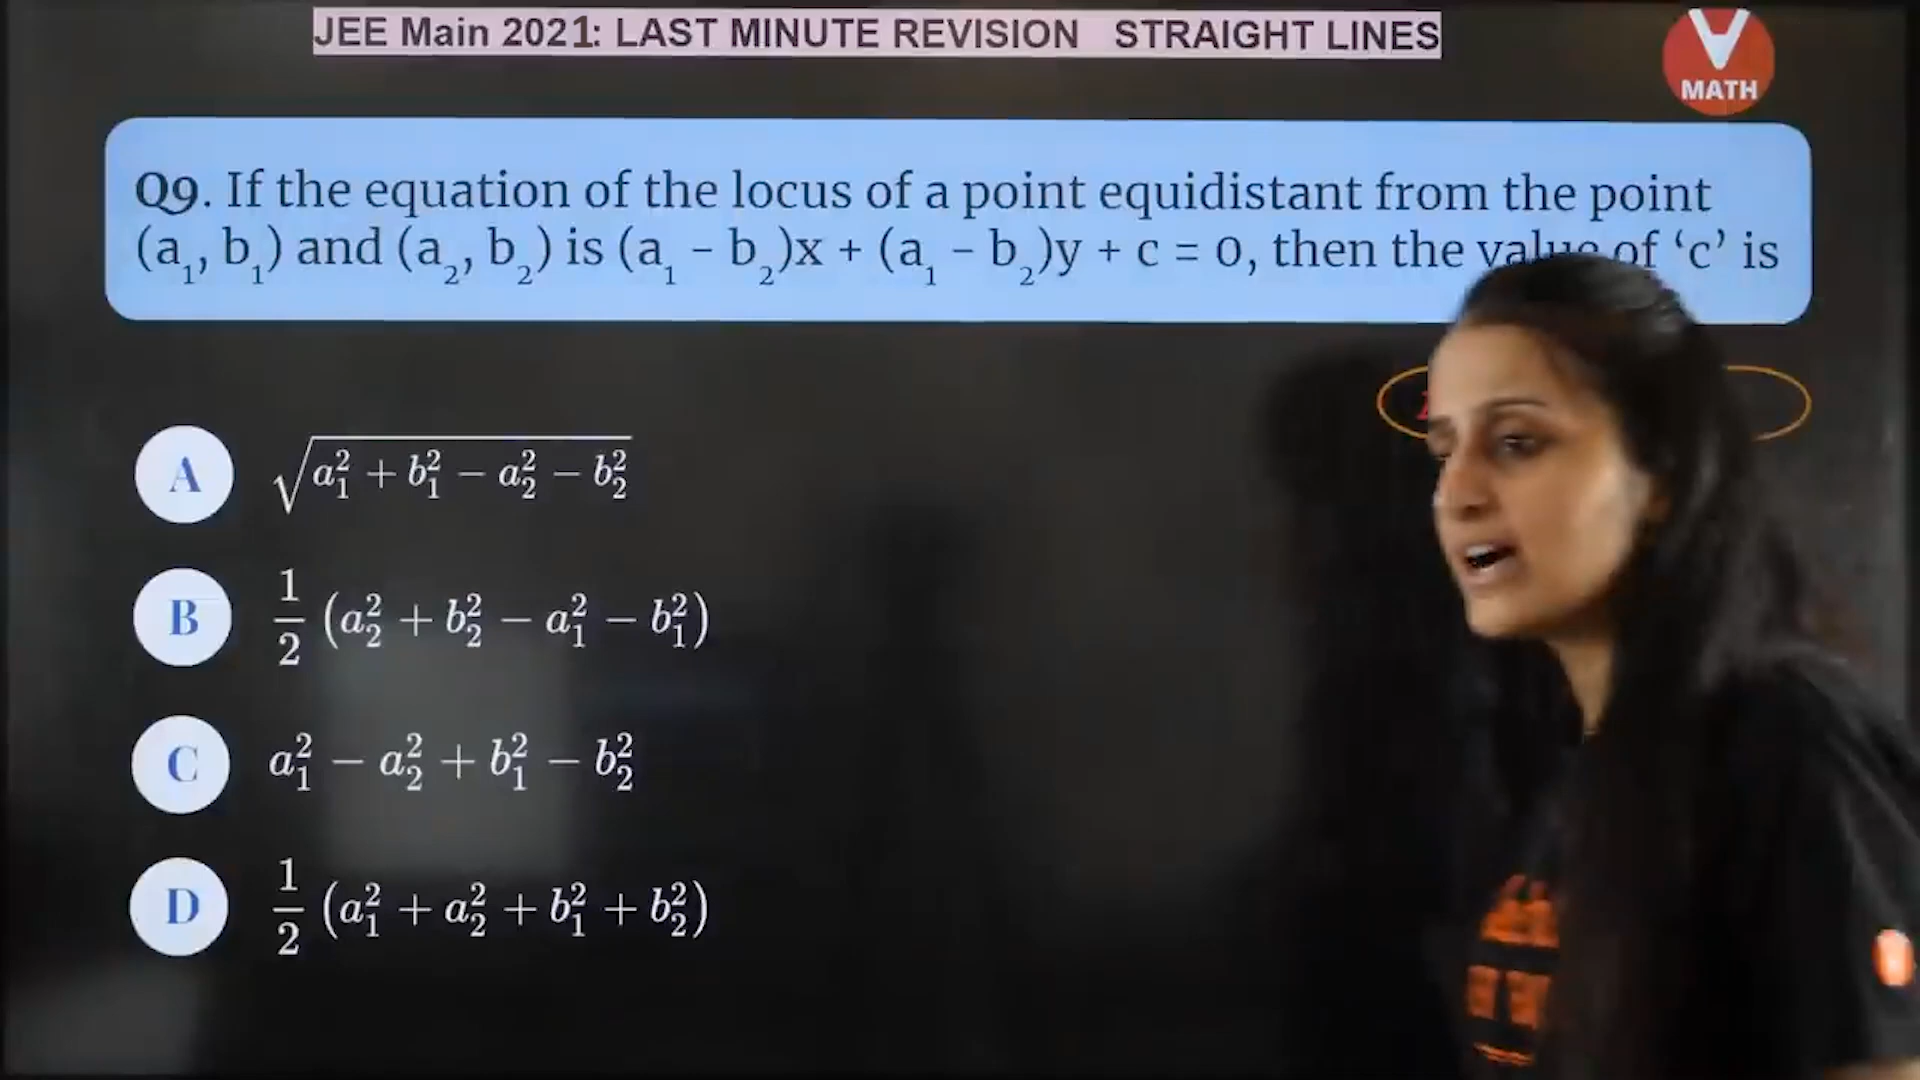 JEE Main 2021: LAST MINUTE REVISION STRAIGHT LINES
V
MATH
Q9. If the equation of the locus of a point equidistant from the point
(a₁, b₁) and (a₂, b₂) is (a₁ - b₂)x + (a₁ - b₂)y + c = 0, then the value of ‘c’ is
A √(a₁² + b₁² − a₂² − b₂²)
B 1/2 (a₂² + b₂² − a₁² − b₁²)
C a₁² − a₂² + b₁² − b₂²
D 1/2 (a₁² + a₂² + b₁² + b₂²)